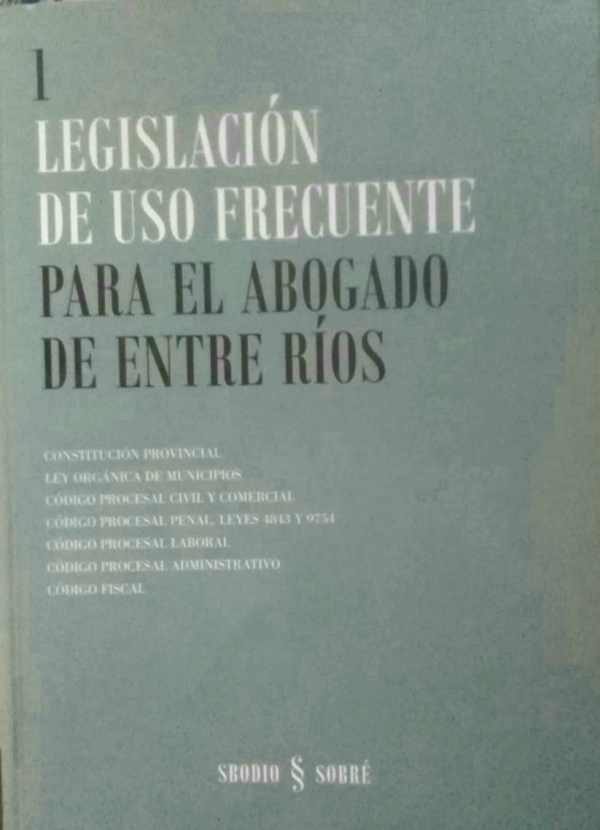 1
LEGISLACIÓN
DE USO FRECUENTE
PARA EL ABOGADO
DE ENTRE RÍOS
CONSTITUCIÓN PROVINCIAL
LEY ORGÁNICA DE MUNICIPIOS
CÓDIGO PROCESAL CIVIL Y COMERCIAL
CÓDIGO PROCESAL PENAL. LEYES 4843 Y 9754
CÓDIGO PROCESAL LABORAL
CÓDIGO PROCESAL ADMINISTRATIVO
CÓDIGO FISCAL
SBODIO § SOBRÉ